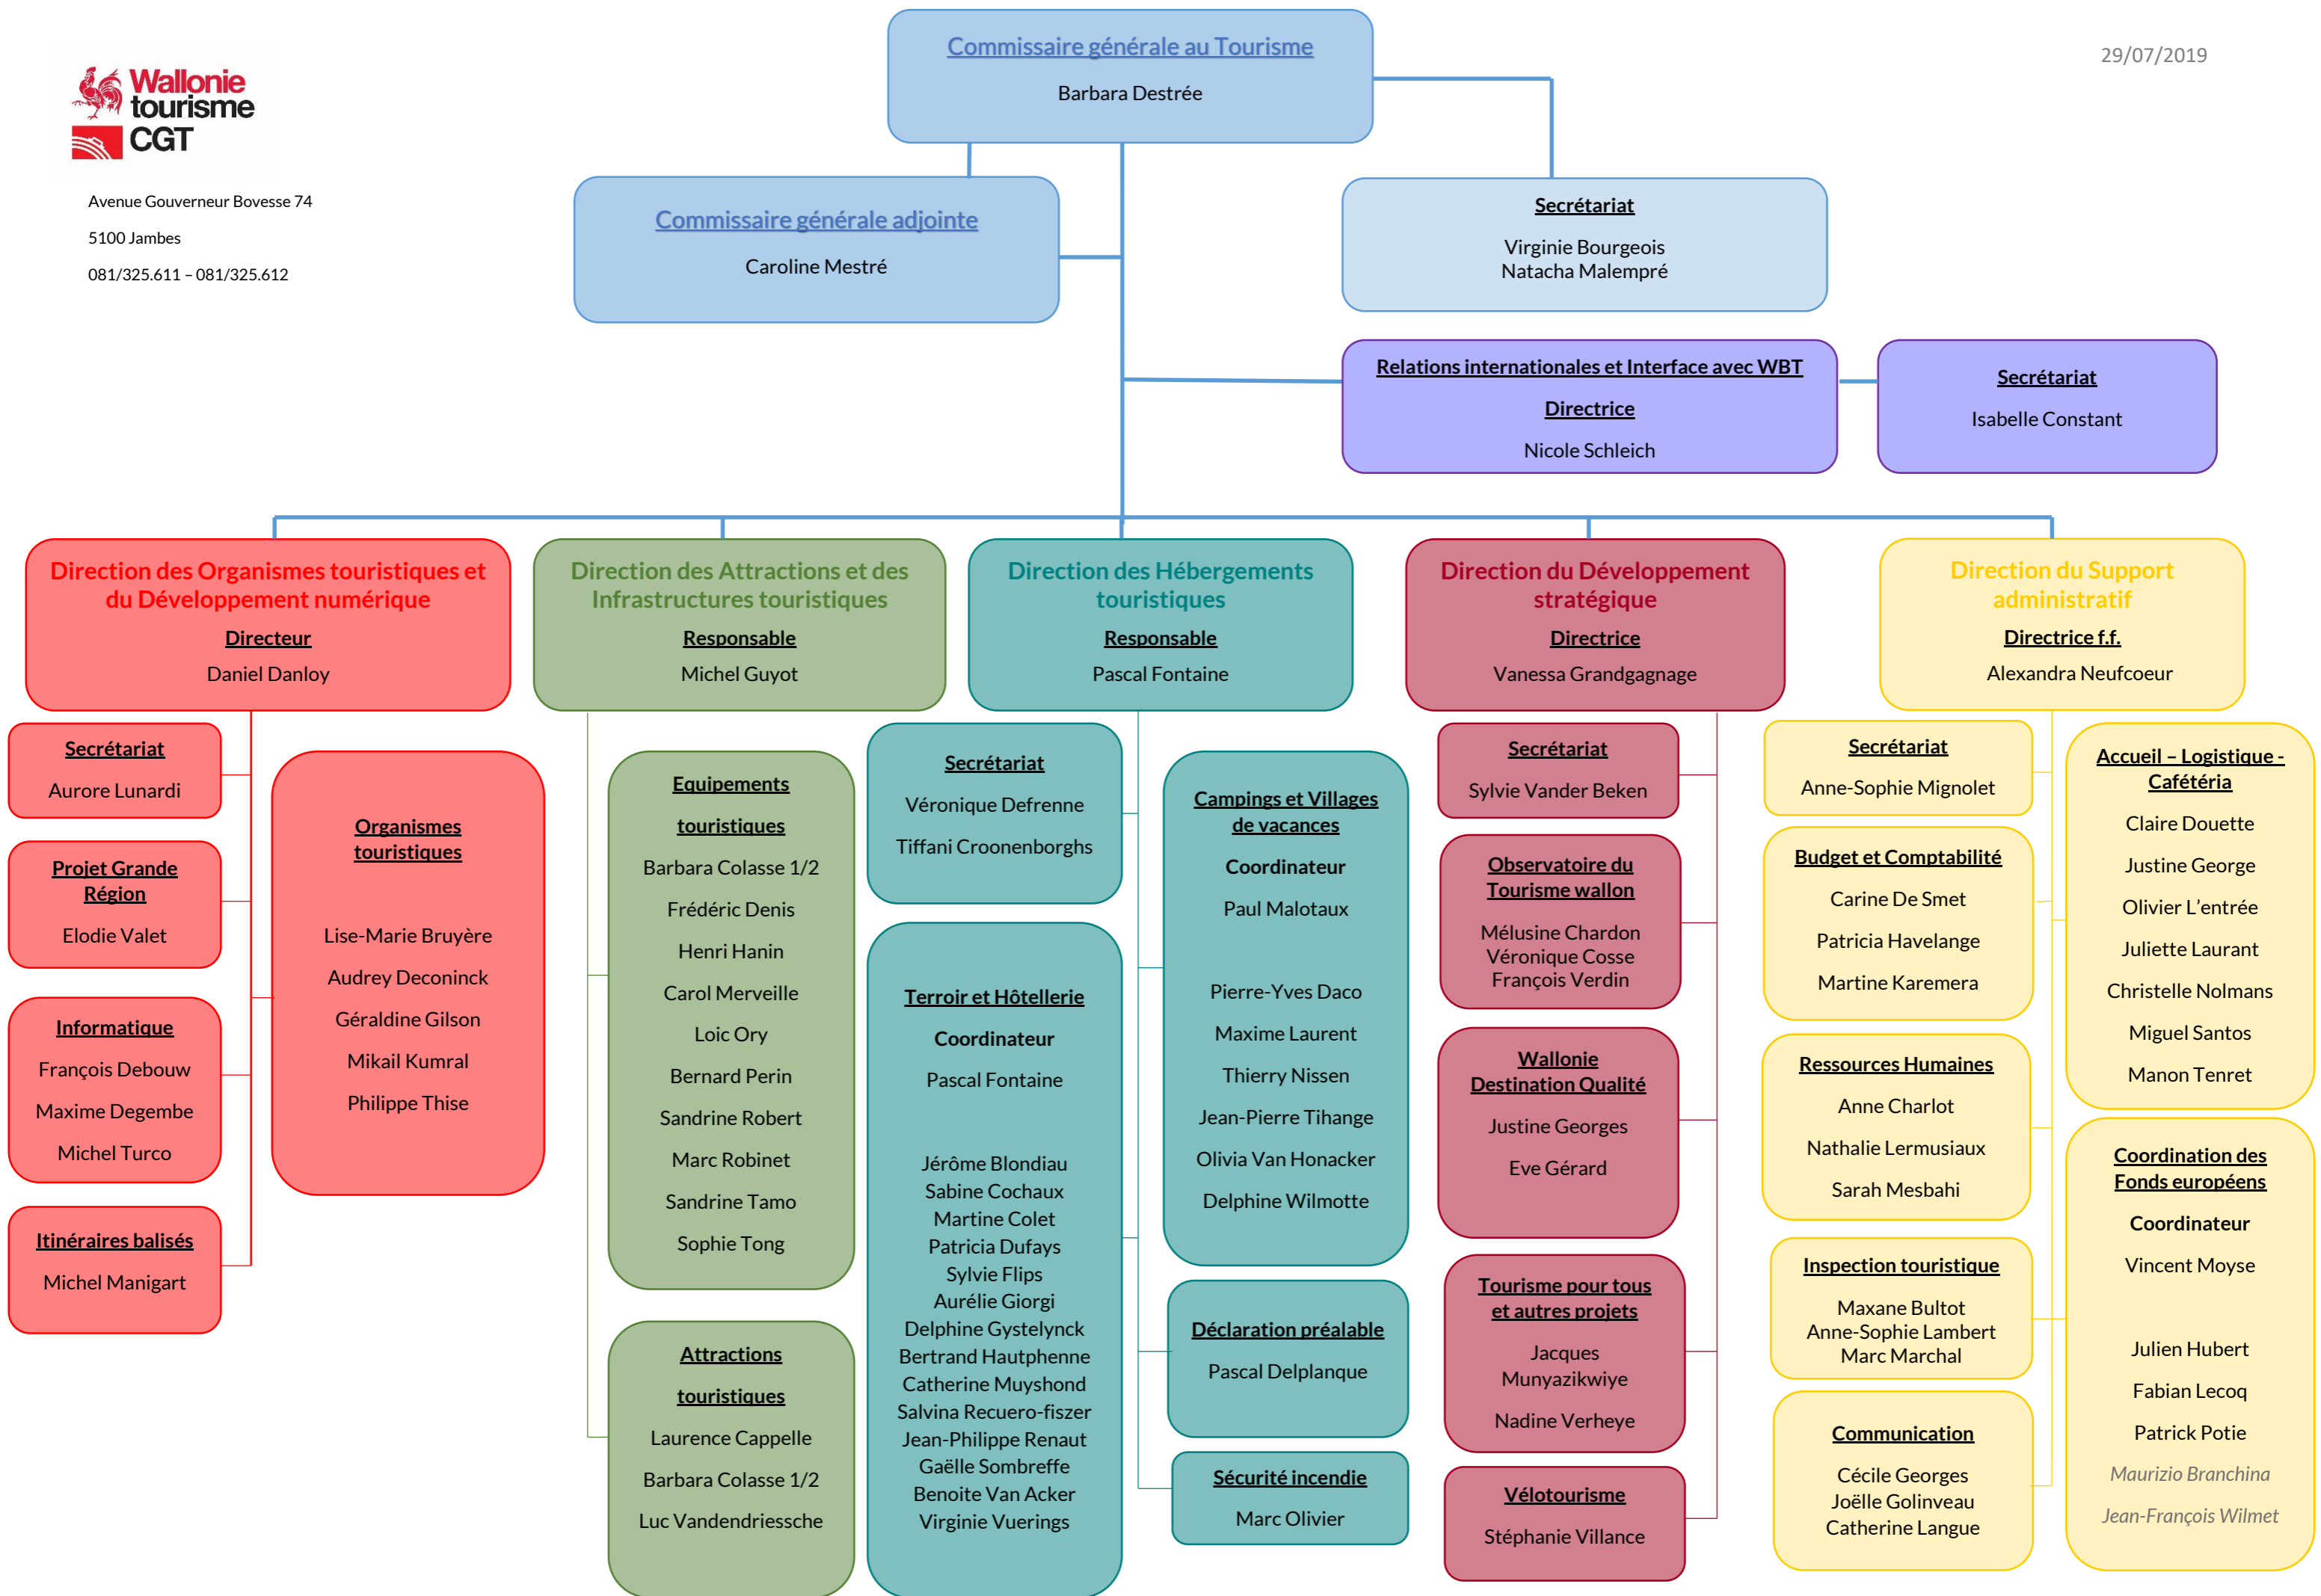 29/07/2019
Wallonie
tourisme
CGT
Avenue Gouverneur Bovesse 74
5100 Jambes
081/325.611 – 081/325.612
Commissaire générale au Tourisme
Barbara Destrée
Commissaire générale adjointe
Caroline Mestré
Secrétariat
Virginie Bourgeois
Natacha Malempré
Relations internationales et Interface avec WBT
Directrice
Nicole Schleich
Secrétariat
Isabelle Constant
Direction des Organismes touristiques et
du Développement numérique
Directeur
Daniel Danloy
Secrétariat
Aurore Lunardi
Projet Grande
Région
Elodie Valet
Informatique
François Debouw
Maxime Degembe
Michel Turco
Itinéraires balisés
Michel Manigart
Organismes
touristiques
Lise-Marie Bruyère
Audrey Deconinck
Géraldine Gilson
Mikail Kumral
Philippe Thise
Direction des Attractions et des
Infrastructures touristiques
Responsable
Michel Guyot
Equipements
touristiques
Barbara Colasse 1/2
Frédéric Denis
Henri Hanin
Carol Merveille
Loic Ory
Bernard Perin
Sandrine Robert
Marc Robinet
Sandrine Tamo
Sophie Tong
Attractions
touristiques
Laurence Cappelle
Barbara Colasse 1/2
Luc Vandendriessche
Direction des Hébergements
touristiques
Responsable
Pascal Fontaine
Secrétariat
Véronique Defrenne
Tiffani Croonenborghs
Terroir et Hôtellerie
Coordinateur
Pascal Fontaine
Jérôme Blondiau
Sabine Cochaux
Martine Colet
Patricia Dufays
Sylvie Flips
Aurélie Giorgi
Delphine Gystelynck
Bertrand Hautphenne
Catherine Muyshond
Salvina Recuero-fiszer
Jean-Philippe Renaut
Gaëlle Sombreffe
Benoite Van Acker
Virginie Vuerings
Campings et Villages
de vacances
Coordinateur
Paul Malotaux
Pierre-Yves Daco
Maxime Laurent
Thierry Nissen
Jean-Pierre Tihange
Olivia Van Honacker
Delphine Wilmotte
Déclaration préalable
Pascal Delplanque
Sécurité incendie
Marc Olivier
Direction du Développement
stratégique
Directrice
Vanessa Grandgagnage
Secrétariat
Sylvie Vander Beken
Observatoire du
Tourisme wallon
Mélusine Chardon
Véronique Cosse
François Verdin
Wallonie
Destination Qualité
Justine Georges
Eve Gérard
Tourisme pour tous
et autres projets
Jacques
Munyazikwiye
Nadine Verheye
Vélotourisme
Stéphanie Villance
Direction du Support
administratif
Directrice f.f.
Alexandra Neufcoeur
Secrétariat
Anne-Sophie Mignolet
Budget et Comptabilité
Carine De Smet
Patricia Havelange
Martine Karemera
Ressources Humaines
Anne Charlot
Nathalie Lermusiaux
Sarah Mesbahi
Inspection touristique
Maxane Bultot
Anne-Sophie Lambert
Marc Marchal
Communication
Cécile Georges
Joëlle Golinveau
Catherine Langue
Accueil – Logistique -
Cafétéria
Claire Douette
Justine George
Olivier L'entrée
Juliette Laurant
Christelle Nolmans
Miguel Santos
Manon Tenret
Coordination des
Fonds européens
Coordinateur
Vincent Moyse
Julien Hubert
Fabian Lecoq
Patrick Potie
Maurizio Branchina
Jean-François Wilmet